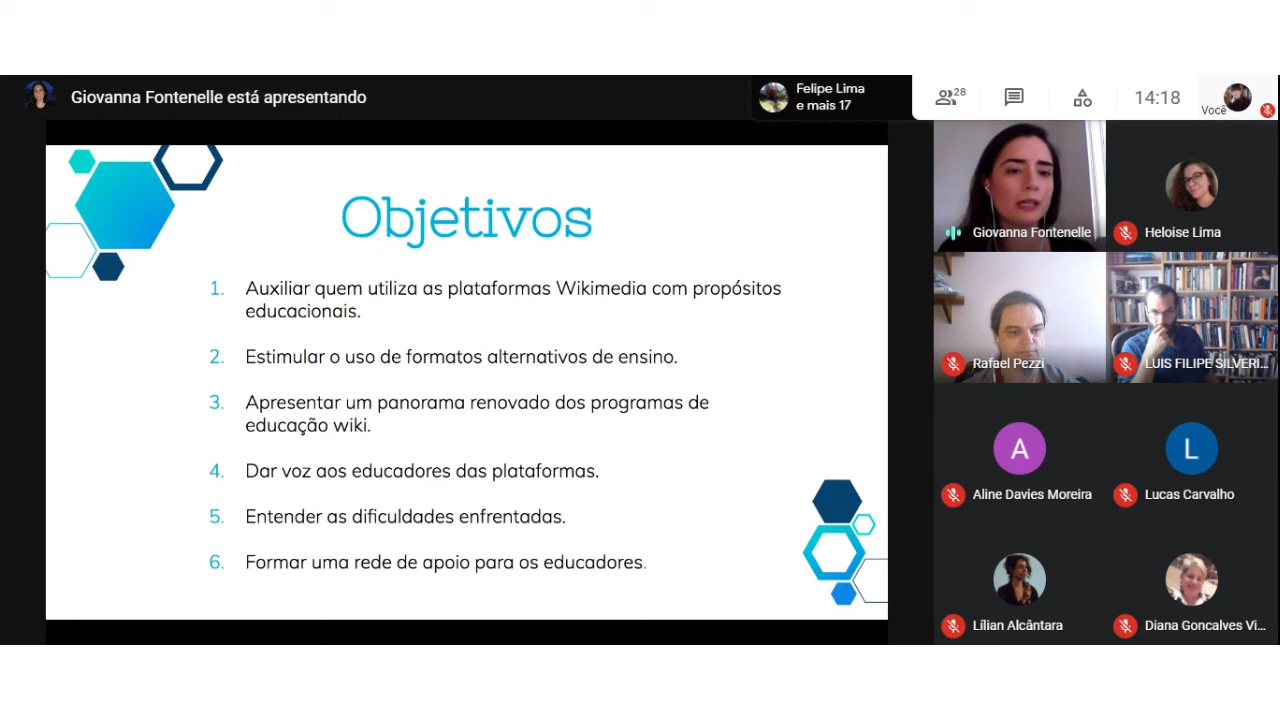 Giovanna Fontenelle está apresentando
Felipe Lima
e mais 17
28
14:18
Você
Objetivos
1. Auxiliar quem utiliza as plataformas Wikimedia com propósitos
educacionais.
2. Estimular o uso de formatos alternativos de ensino.
3. Apresentar um panorama renovado dos programas de
educação wiki.
4. Dar voz aos educadores das plataformas.
5. Entender as dificuldades enfrentadas.
6. Formar uma rede de apoio para os educadores.
Giovanna Fontenelle
Heloise Lima
Rafael Pezzi
LUIS FILIPE SILVERI...
A
L
Aline Davies Moreira
Lucas Carvalho
Lílian Alcântara
Diana Goncalves Vi...